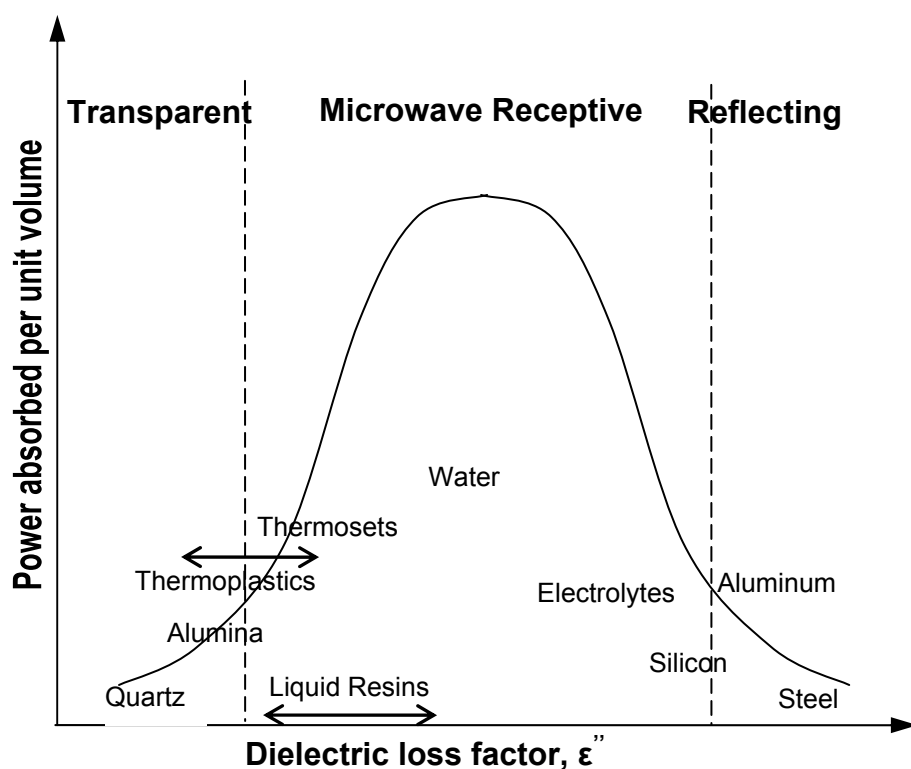 Transparent
Microwave Receptive
Reflecting
Power absorbed per unit volume
Water
Thermosets
Thermoplastics
Electrolytes
Aluminum
Alumina
Silicon
Liquid Resins
Quartz
Steel
Dielectric loss factor, ε''